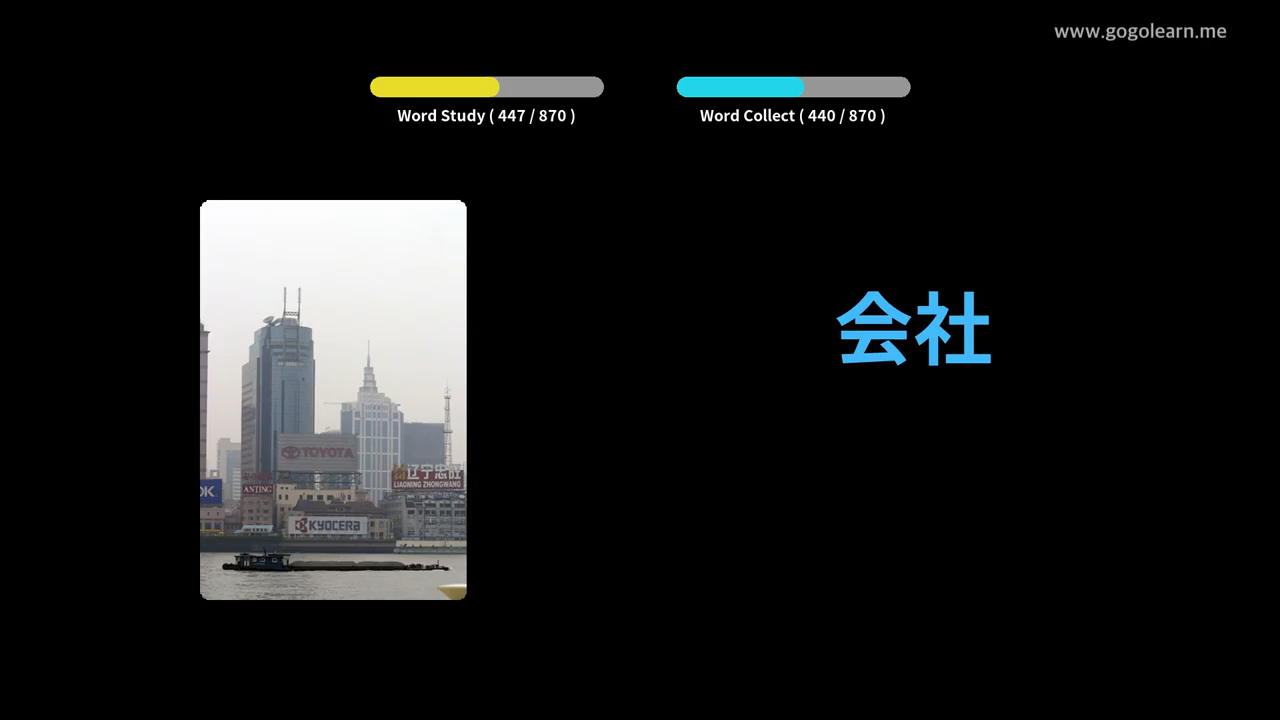 www.gogolearn.me
Word Study ( 447 / 870 )
Word Collect ( 440 / 870 )
会社
TOYOTA
辽宁忠旺
LIAONING ZHONGWANG
OK
ANTING
KYOCERA